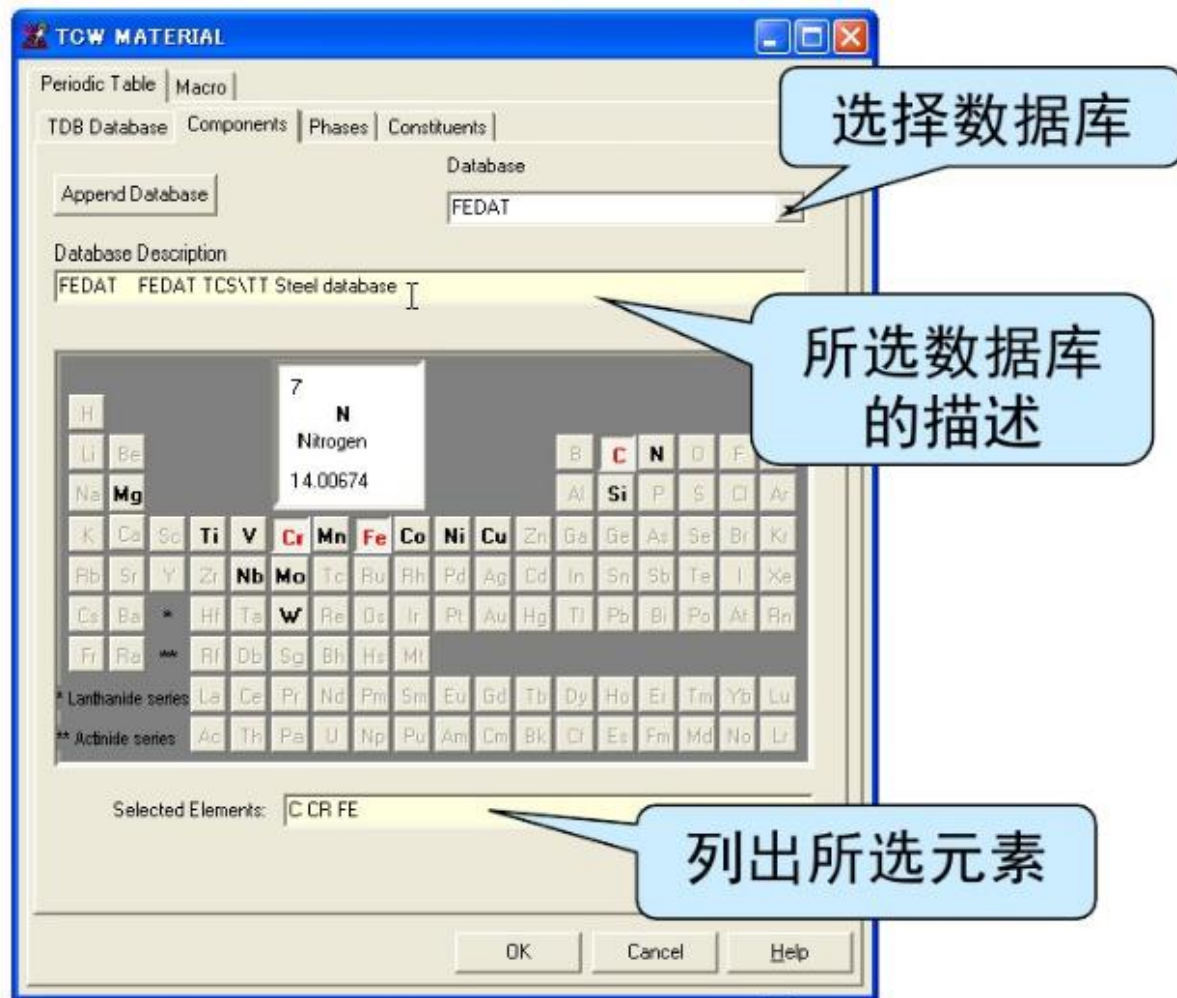 TCW MATERIAL
Periodic Table Macro
TDB Database Components Phases Constituents
选择数据库
Database
Append Database
FEDAT
Database Description
FEDAT FEDAT TCS\TT Steel database
所选数据库
的描述
7
N
Nitrogen
14.00674
H
Li Be B C N O F
Na Mg Al Si P S Cl Ar
K Ca Sc Ti V Cr Mn Fe Co Ni Cu Zn Ga Ge As Se Br Kr
Rb Sr Y Zr Nb Mo Tc Ru Rh Pd Ag Cd In Sn Sb Te I Xe
Cs Ba * Hf Ta W Re Os Ir Pt Au Hg Tl Pb Bi Po At Rn
Fr Ra ** Rf Db Sg Bh Hs Mt
* Lanthanide series La Ce Pr Nd Pm Sm Eu Gd Tb Dy Ho Er Tm Yb Lu
** Actinide series Ac Th Pa U Np Pu Am Cm Bk Cf Es Fm Md No Lr
Selected Elements: C CR FE
列出所选元素
OK Cancel Help